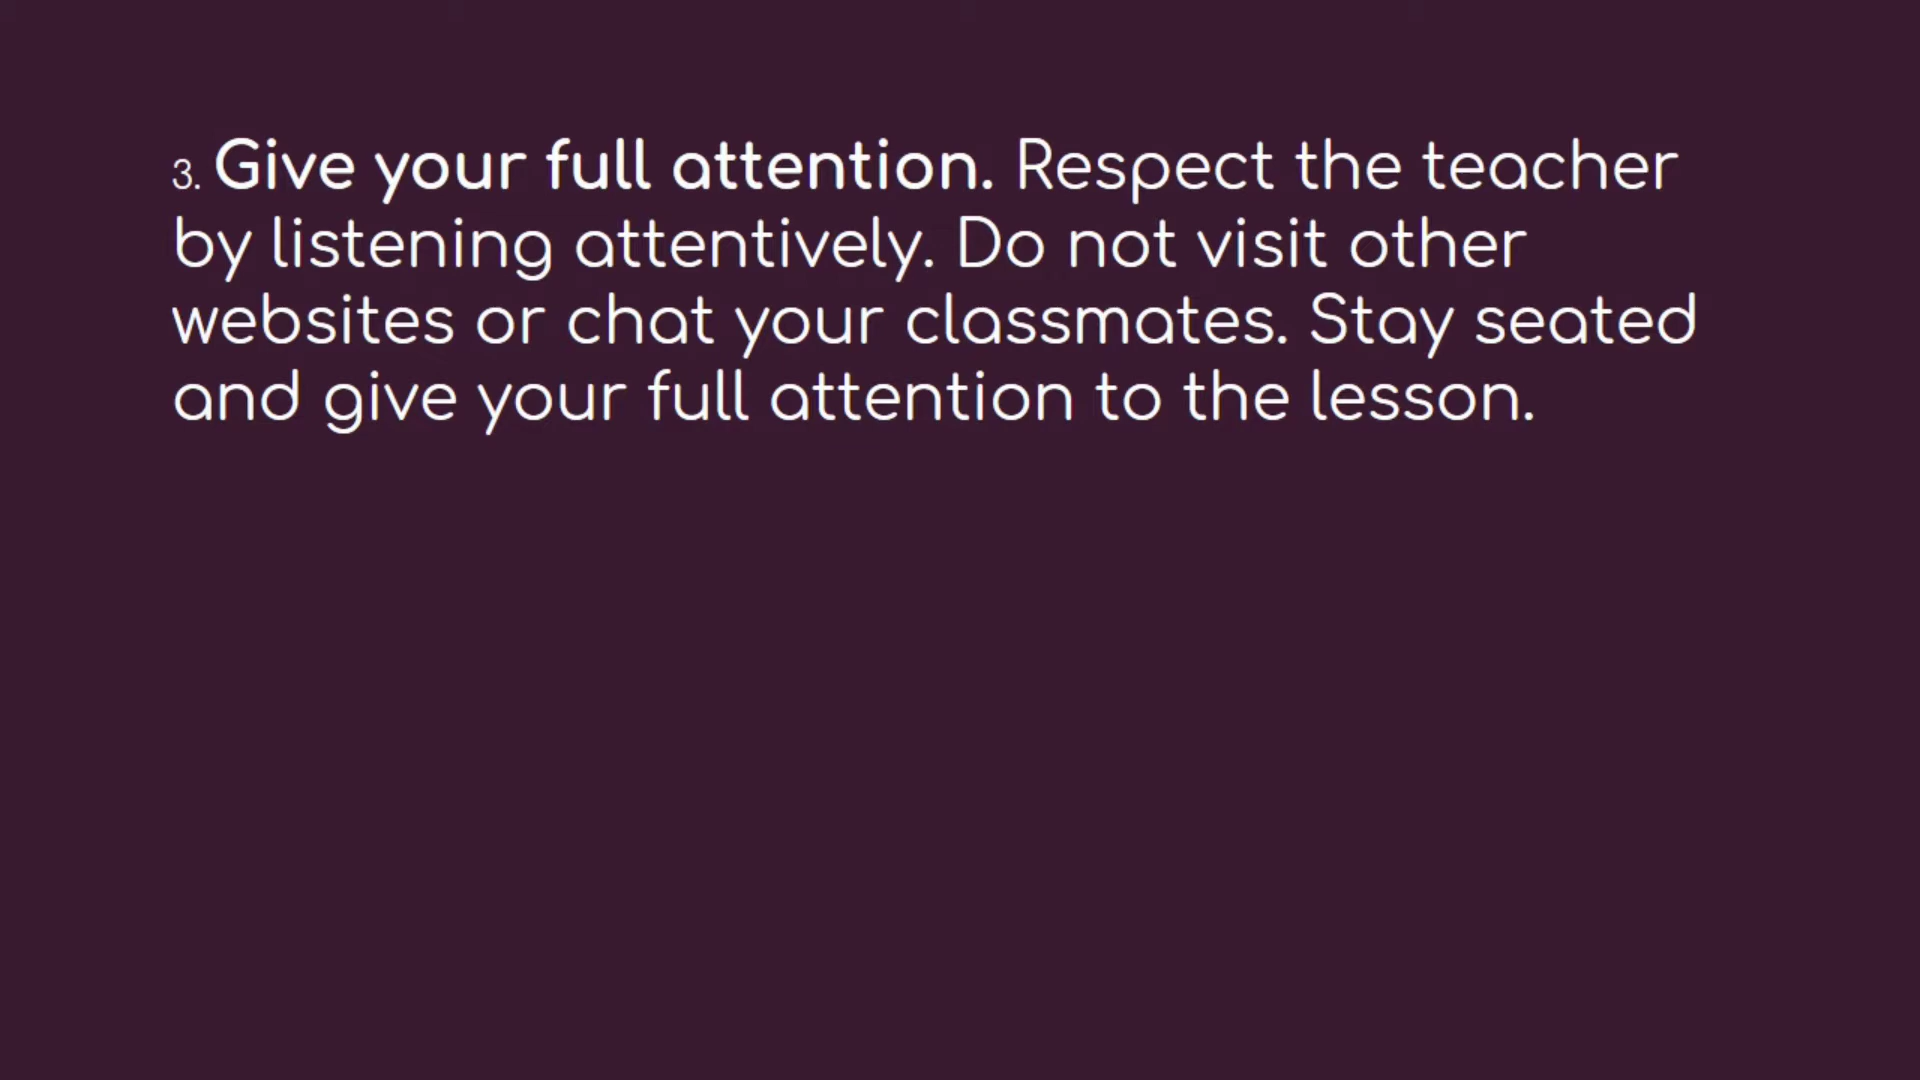 3. Give your full attention. Respect the teacher
by listening attentively. Do not visit other
websites or chat your classmates. Stay seated
and give your full attention to the lesson.